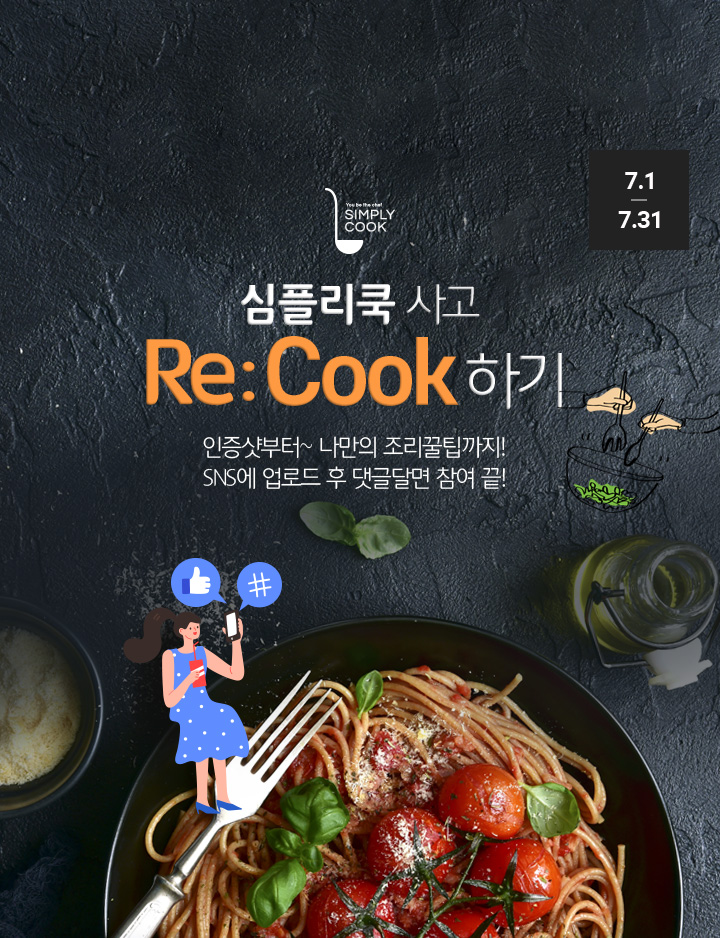 7.1
7.31
You be the chef
SIMPLY
COOK
심플리쿡 사고
Re:Cook 하기
인증샷부터~ 나만의 조리꿀팁까지!
SNS에 업로드 후 댓글달면 참여 끝!
#